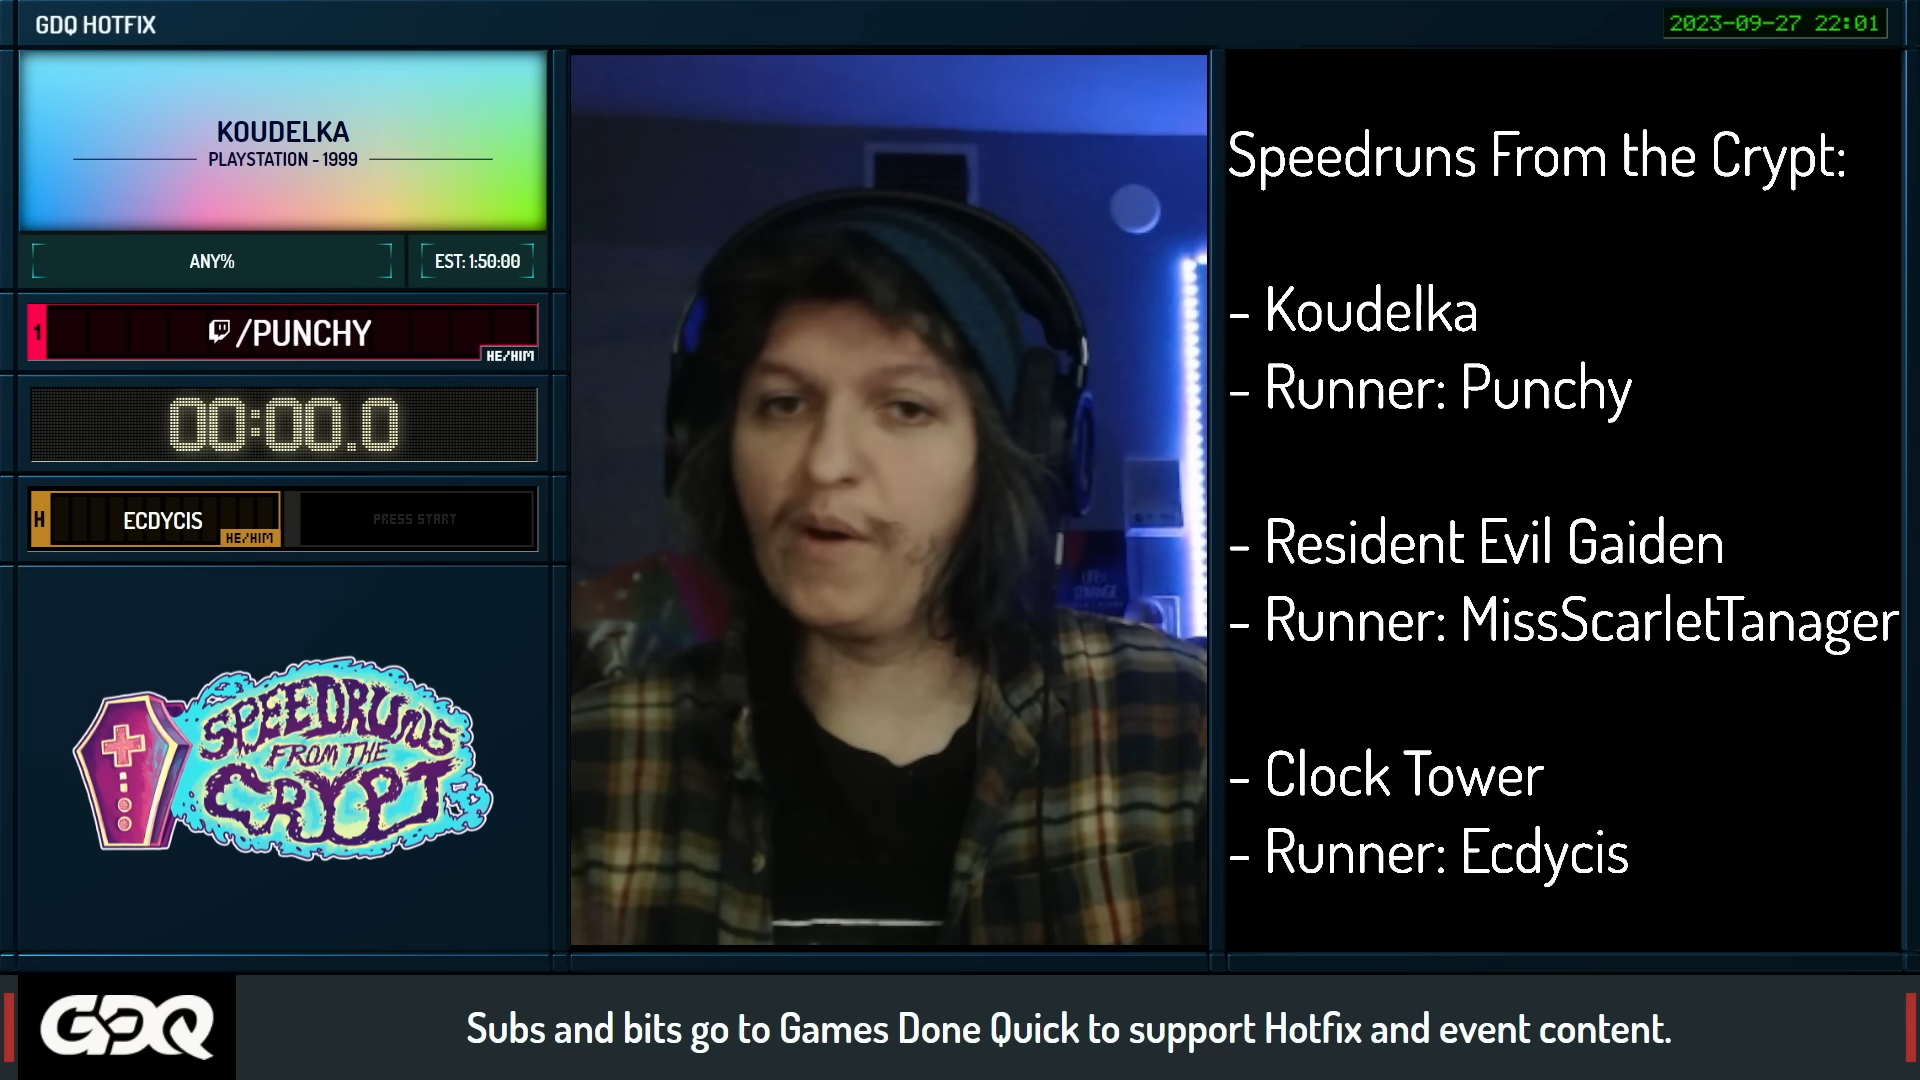 GDQ HOTFIX
2023-09-27 22:01
KOUDELKA
PLAYSTATION - 1999
ANY%
EST: 1:50:00
1
/PUNCHY
HE/HIM
00:00.0
H
ECDYCIS
HE/HIM
PRESS START
SPEEDRUNS
FROM THE
CRYPT
Speedruns From the Crypt:
- Koudelka
- Runner: Punchy
- Resident Evil Gaiden
- Runner: MissScarletTanager
- Clock Tower
- Runner: Ecdycis
GDQ
Subs and bits go to Games Done Quick to support Hotfix and event content.